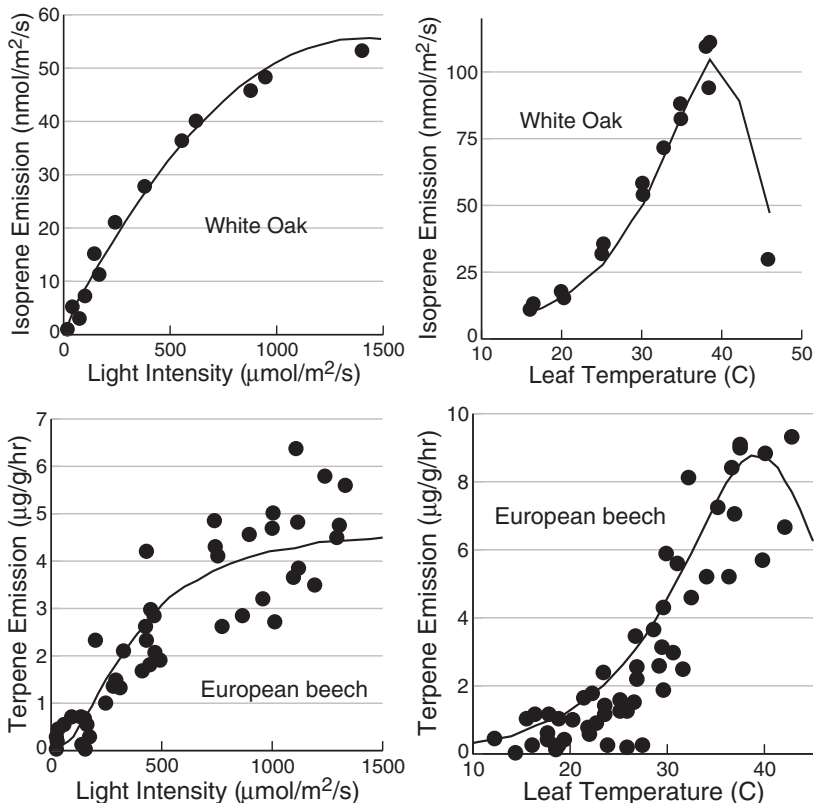 Isoprene Emission (nmol/m²/s)
60
50
40
30
20
10
0
White Oak
0 500 1000 1500
Light Intensity (μmol/m²/s)
Isoprene Emission (nmol/m²/s)
100
75
50
25
0
White Oak
10 20 30 40 50
Leaf Temperature (C)
Terpene Emission (μg/g/hr)
7
6
5
4
3
2
1
0
European beech
0 500 1000 1500
Light Intensity (μmol/m²/s)
Terpene Emission (μg/g/hr)
10
8
6
4
2
0
European beech
10 20 30 40
Leaf Temperature (C)